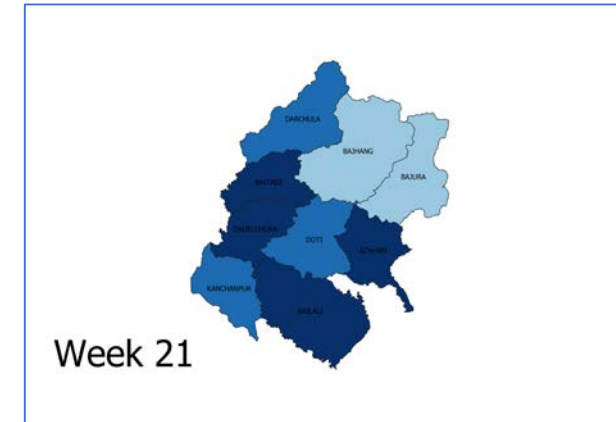 DARCHULA
BAJHANG
BAJURA
BAITADI
DADELDHURA
DOTI
ACHHAM
KANCHANPUR
KAILALI
Week 21